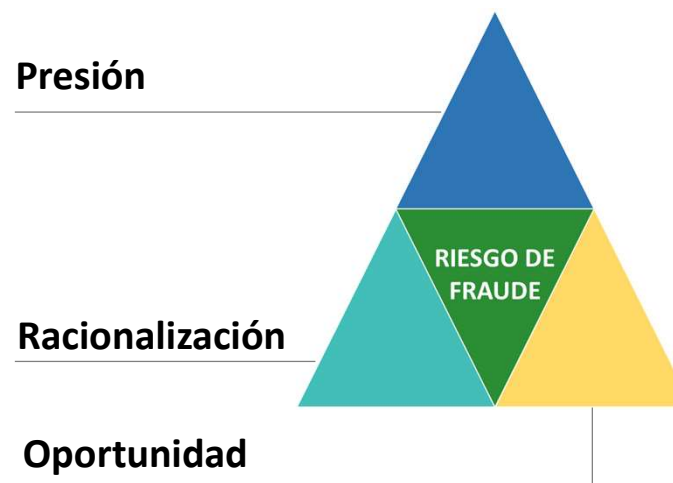 Presión
RIESGO DE
FRAUDE
Racionalización
Oportunidad